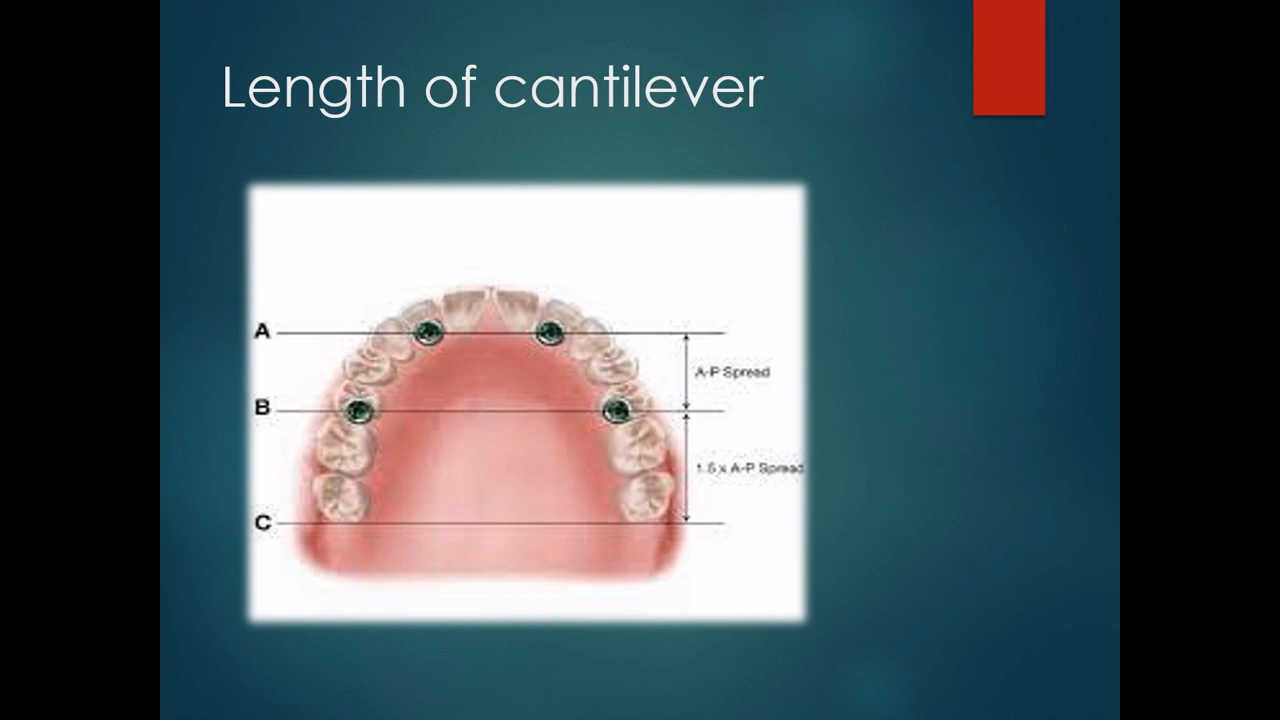 Length of cantilever
A
A-P Spread
B
1.5 x A-P Spread
C